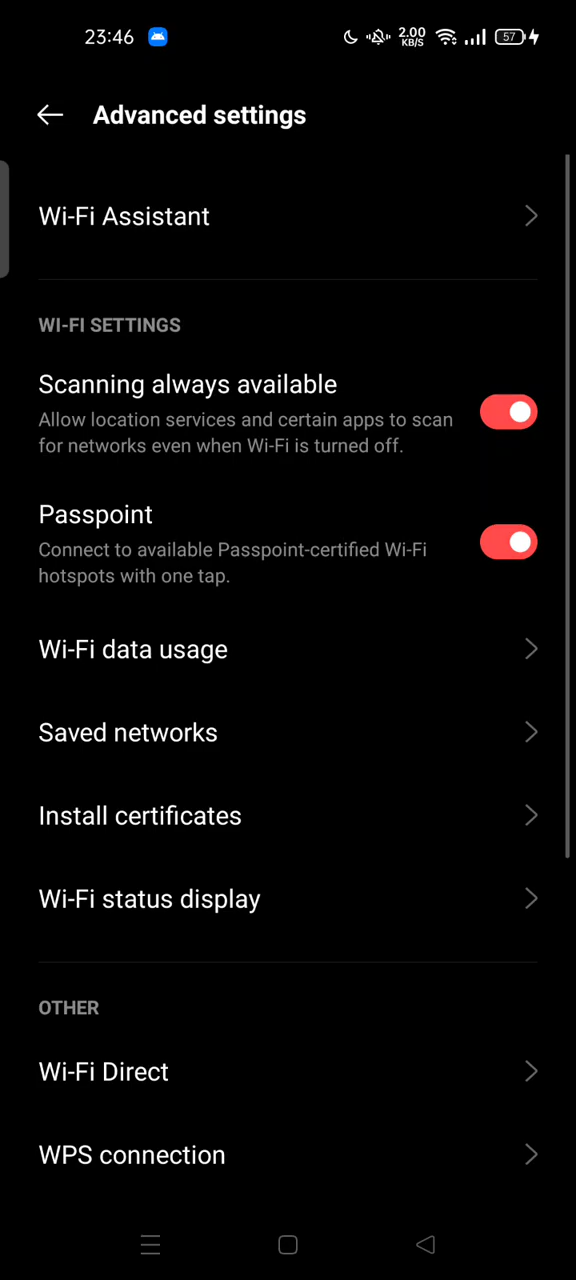 23:46
2.00
KB/S
57
Advanced settings
Wi-Fi Assistant
WI-FI SETTINGS
Scanning always available
Allow location services and certain apps to scan
for networks even when Wi-Fi is turned off.
Passpoint
Connect to available Passpoint-certified Wi-Fi
hotspots with one tap.
Wi-Fi data usage
Saved networks
Install certificates
Wi-Fi status display
OTHER
Wi-Fi Direct
WPS connection